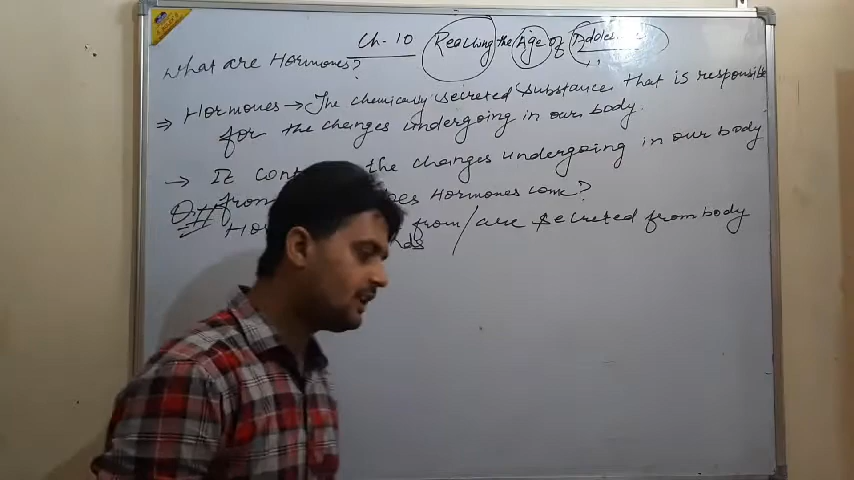 Ch-10 Reaching the Age of
What are Hormones?
⇒ Hormones → The chemically secreted Substance that is responsible
for the changes undergoing in our body.
→ It the changes undergoing in our body
from Hormones come?
from/are secreted from body